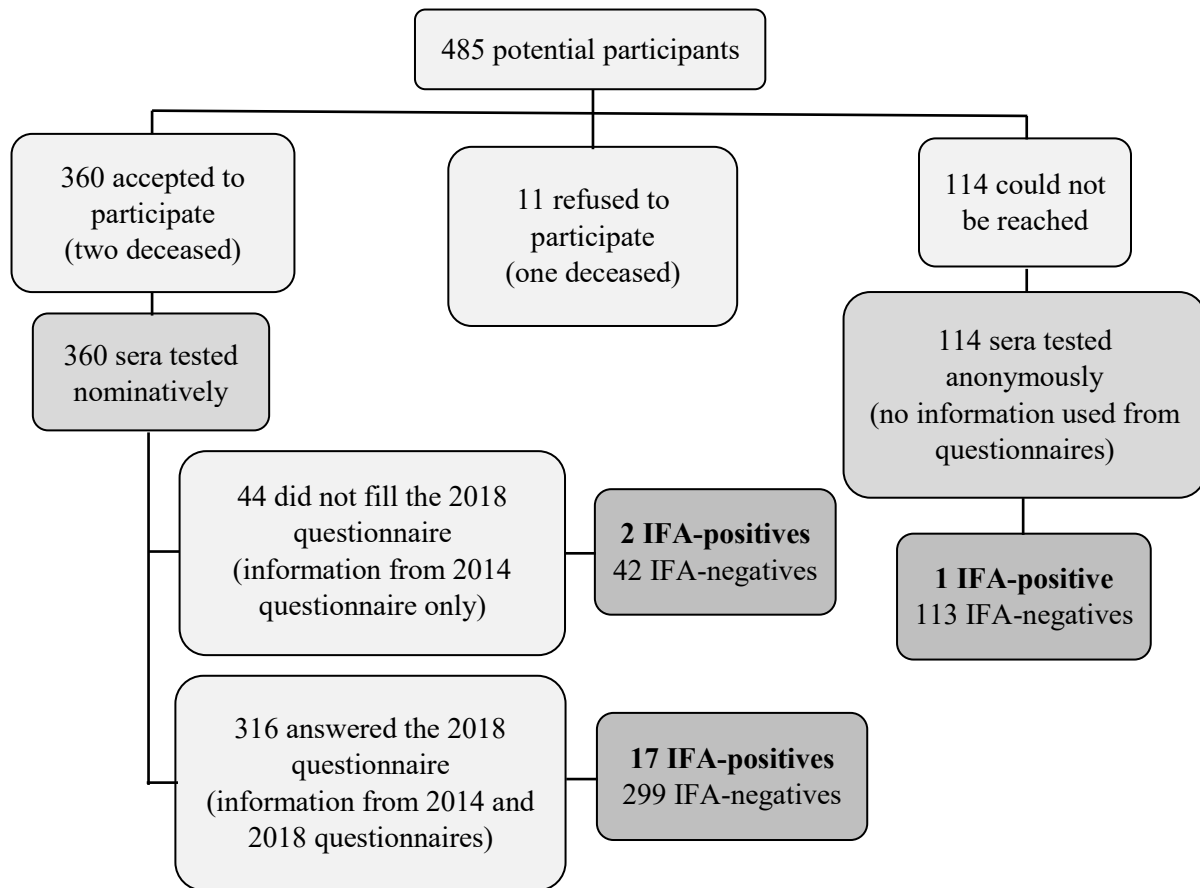 485 potential participants
360 accepted to
participate
(two deceased)
11 refused to
participate
(one deceased)
114 could not
be reached
360 sera tested
nominatively
114 sera tested
anonymously
(no information used from
questionnaires)
44 did not fill the 2018
questionnaire
(information from 2014
questionnaire only)
2 IFA-positives
42 IFA-negatives
1 IFA-positive
113 IFA-negatives
316 answered the 2018
questionnaire
(information from 2014 and
2018 questionnaires)
17 IFA-positives
299 IFA-negatives